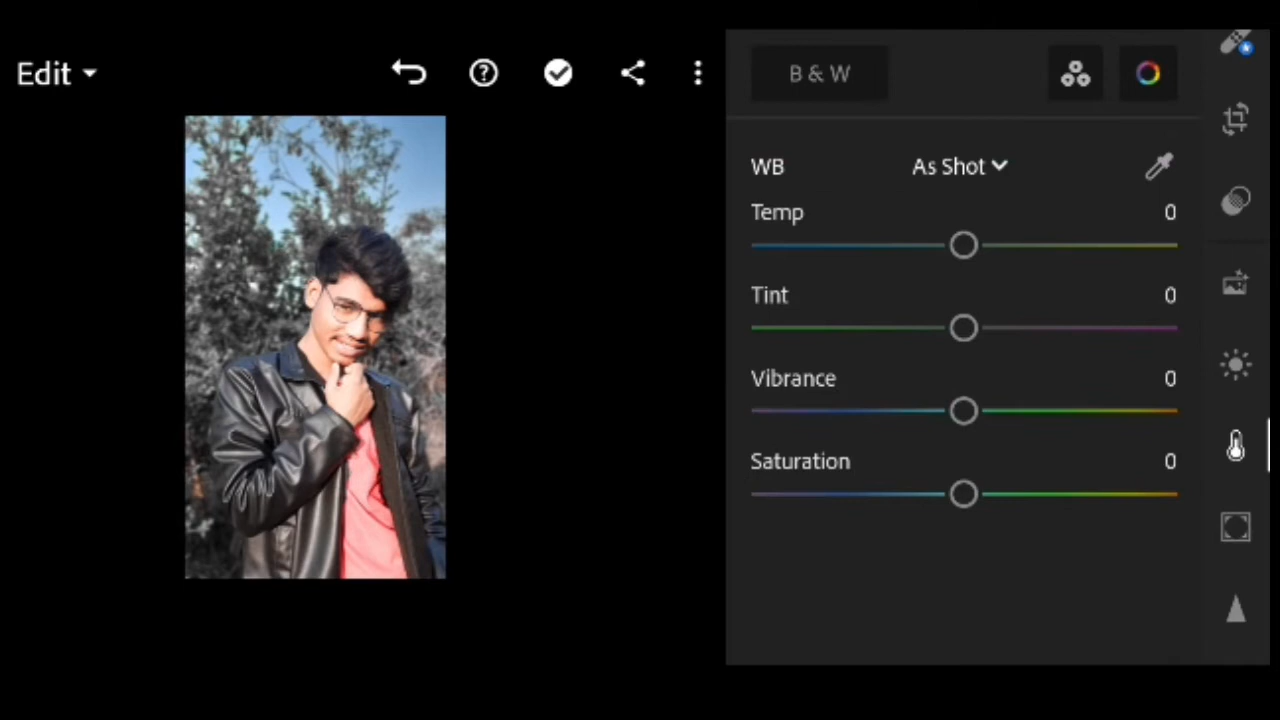 Edit
B & W
WB As Shot
Temp 0
Tint 0
Vibrance 0
Saturation 0